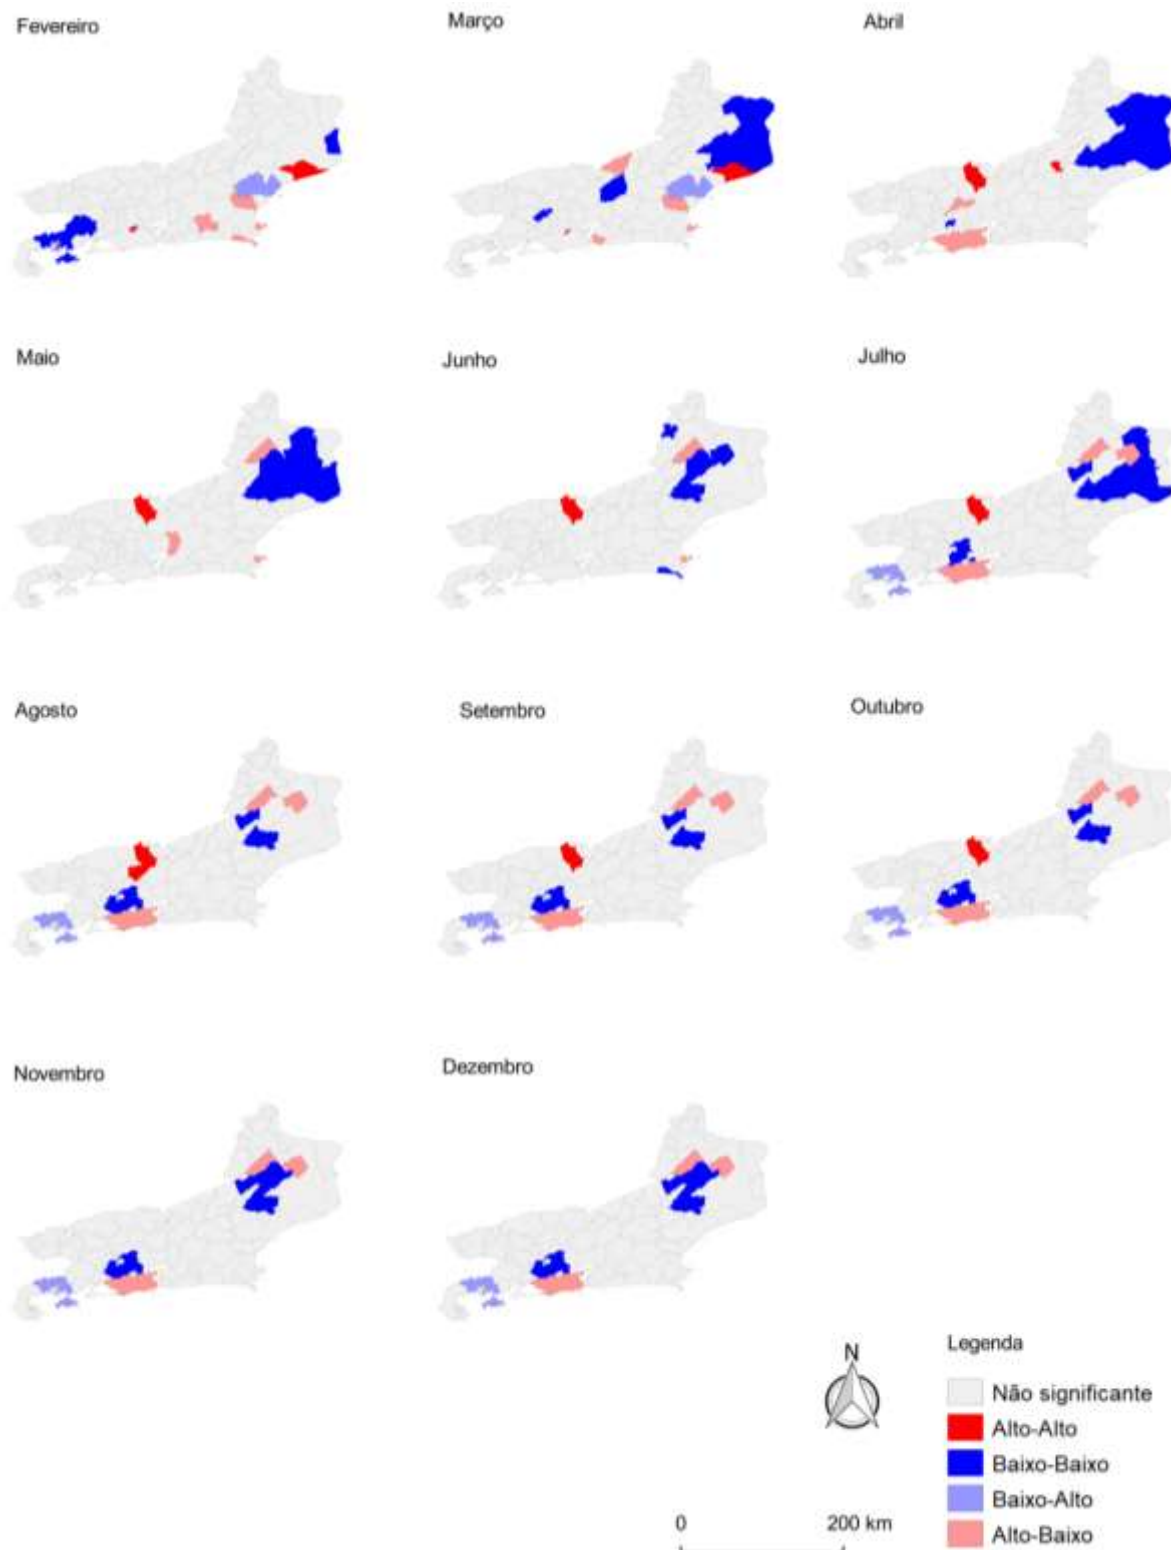 Fevereiro
Março
Abril
Maio
Junho
Julho
Agosto
Setembro
Outubro
Novembro
Dezembro
N
Legenda
Não significante
Alto-Alto
Baixo-Baixo
Baixo-Alto
Alto-Baixo
0 200 km